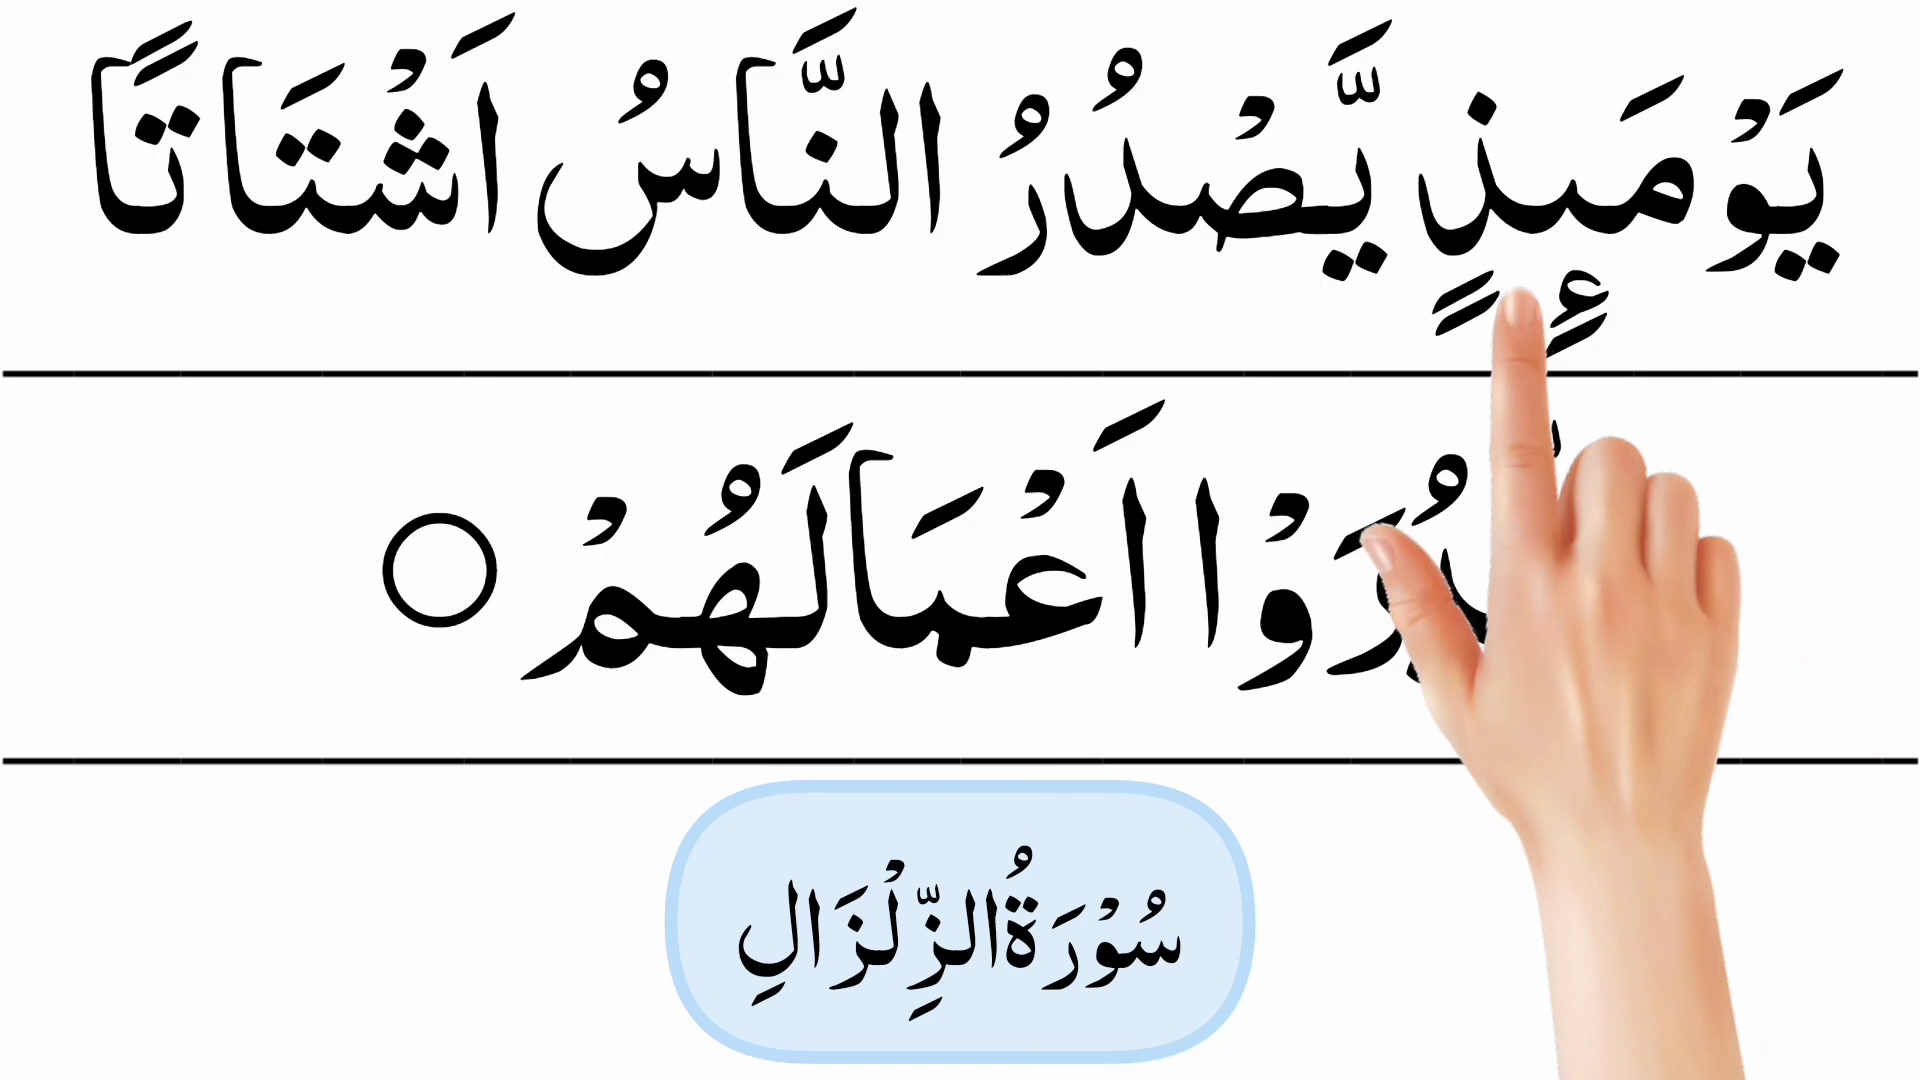 يَوْمَىِٕذٍ يَّصْدُرُ النَّاسُ اَشْتَاتًا
اَعْمَالَهُمْ
سُوْرَةُ الزِّلْزَالِ